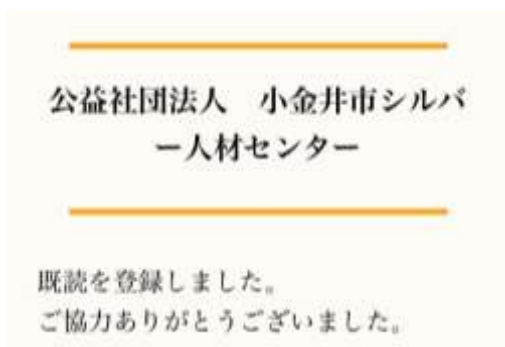 公益社団法人　小金井市シルバ
ー人材センター
既読を登録しました。
ご協力ありがとうございました。